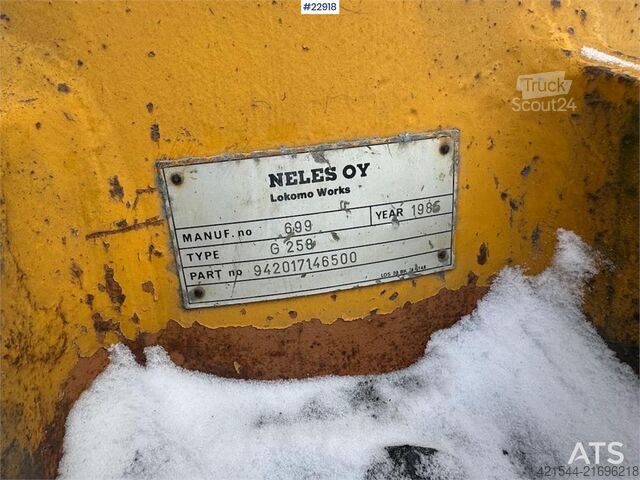 #22918
Truck
Scout24
NELES OY
Lokomo Works
MANUF. no 699 YEAR 1986
TYPE G 258
PART no 942017146500
ATS
421544-21696218